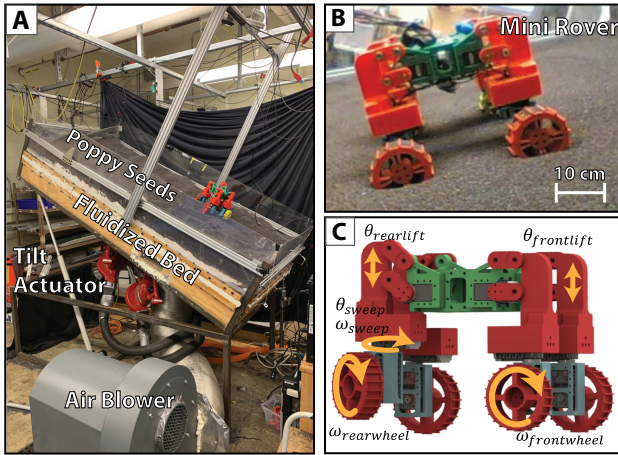 A
Poppy Seeds
Fluidized Bed
Tilt
Actuator
Air Blower
B
Mini Rover
10 cm
C
θrearlift
θfrontlift
θsweep
ωsweep
ωrearwheel
ωfrontwheel